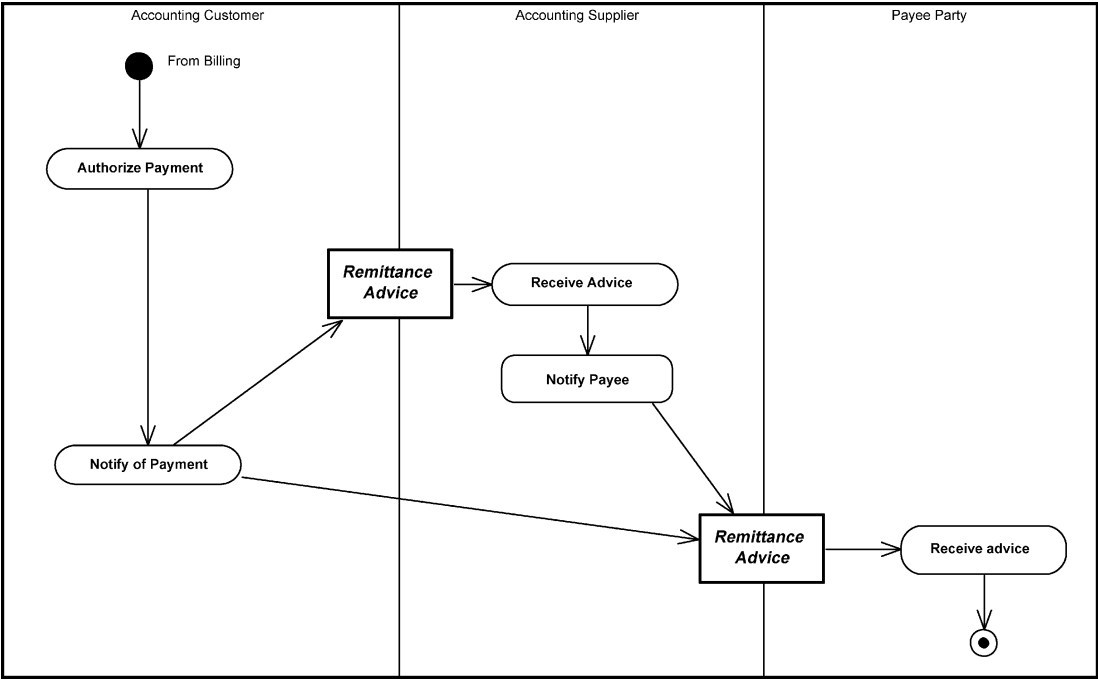 Accounting Customer
Accounting Supplier
Payee Party
From Billing
Authorize Payment
Remittance
Advice
Receive Advice
Notify Payee
Notify of Payment
Remittance
Advice
Receive advice